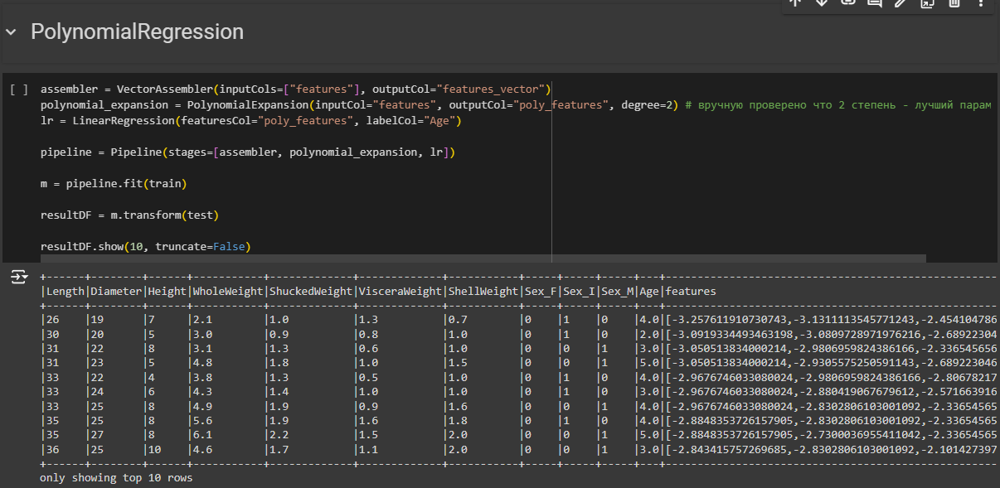 PolynomialRegression
[ ] assembler = VectorAssembler(inputCols=["features"], outputCol="features_vector")
polynomial_expansion = PolynomialExpansion(inputCol="features", outputCol="poly_features", degree=2) # вручную проверено что 2 степень - лучший парам
lr = LinearRegression(featuresCol="poly_features", labelCol="Age")
pipeline = Pipeline(stages=[assembler, polynomial_expansion, lr])
m = pipeline.fit(train)
resultDF = m.transform(test)
resultDF.show(10, truncate=False)
+------+--------+------+-----------+-------------+-------------+-----------+-----+-----+-----+---+--------------------------------------------------
|Length|Diameter|Height|WholeWeight|ShuckedWeight|VisceraWeight|ShellWeight|Sex_F|Sex_I|Sex_M|Age|features
+------+--------+------+-----------+-------------+-------------+-----------+-----+-----+-----+---+--------------------------------------------------
|26 |19 |7 |2.1 |1.0 |1.3 |0.7 |0 |1 |0 |4.0|[-3.257611910730743,-3.1311113545771243,-2.454104786
|30 |20 |5 |3.0 |0.9 |0.8 |1.0 |0 |1 |0 |2.0|[-3.0919334493463198,-3.0809728971976216,-2.68922304
|31 |22 |8 |3.1 |1.3 |0.6 |1.0 |0 |1 |0 |3.0|[-3.050513834000214,-2.9806959824386166,-2.336545656
|31 |23 |5 |4.8 |1.8 |1.0 |1.5 |0 |0 |1 |5.0|[-3.050513834000214,-2.9305575250591143,-2.689223046
|33 |22 |4 |3.8 |1.3 |0.5 |1.0 |0 |1 |0 |4.0|[-2.9676746033080024,-2.9806959824386166,-2.80678217
|33 |24 |6 |4.3 |1.4 |1.0 |1.0 |0 |1 |0 |3.0|[-2.9676746033080024,-2.880419067679612,-2.571663916
|33 |25 |8 |4.9 |1.9 |0.9 |1.6 |0 |0 |1 |4.0|[-2.9676746033080024,-2.8302806103001092,-2.33654565
|35 |25 |8 |5.6 |1.9 |1.6 |1.8 |0 |1 |0 |4.0|[-2.8848353726157905,-2.8302806103001092,-2.33654565
|35 |27 |8 |6.1 |2.2 |1.5 |2.0 |0 |0 |1 |5.0|[-2.8848353726157905,-2.7300036955411042,-2.33654565
|36 |25 |10 |4.6 |1.7 |1.1 |2.0 |0 |0 |1 |3.0|[-2.843415757269685,-2.8302806103001092,-2.101427397
+------+--------+------+-----------+-------------+-------------+-----------+-----+-----+-----+---+--------------------------------------------------
only showing top 10 rows